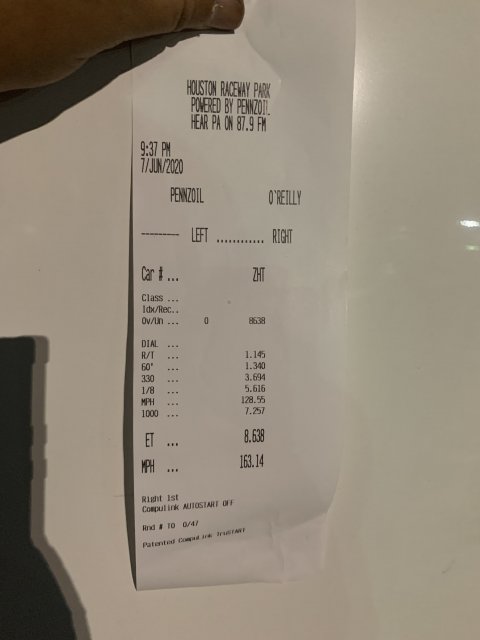 HOUSTON RACEWAY PARK
POWERED BY PENNZOIL
HEAR PA ON 87.9 FM
9:37 PM
7/JUN/2020
PENNZOIL O'REILLY
--------- LEFT ............ RIGHT
Car # ... ZHT
Class ...
Idx/Rec..
Ov/Un ... 0 8638
DIAL ...
R/T ... 1.145
60' ... 1.340
330 ... 3.694
1/8 ... 5.616
MPH ... 128.55
1000 ... 7.257
ET ... 8.638
MPH ... 163.14
Right 1st
Compulink AUTOSTART OFF
Rnd # TO 0/47
Patented CompuLink TruSTART